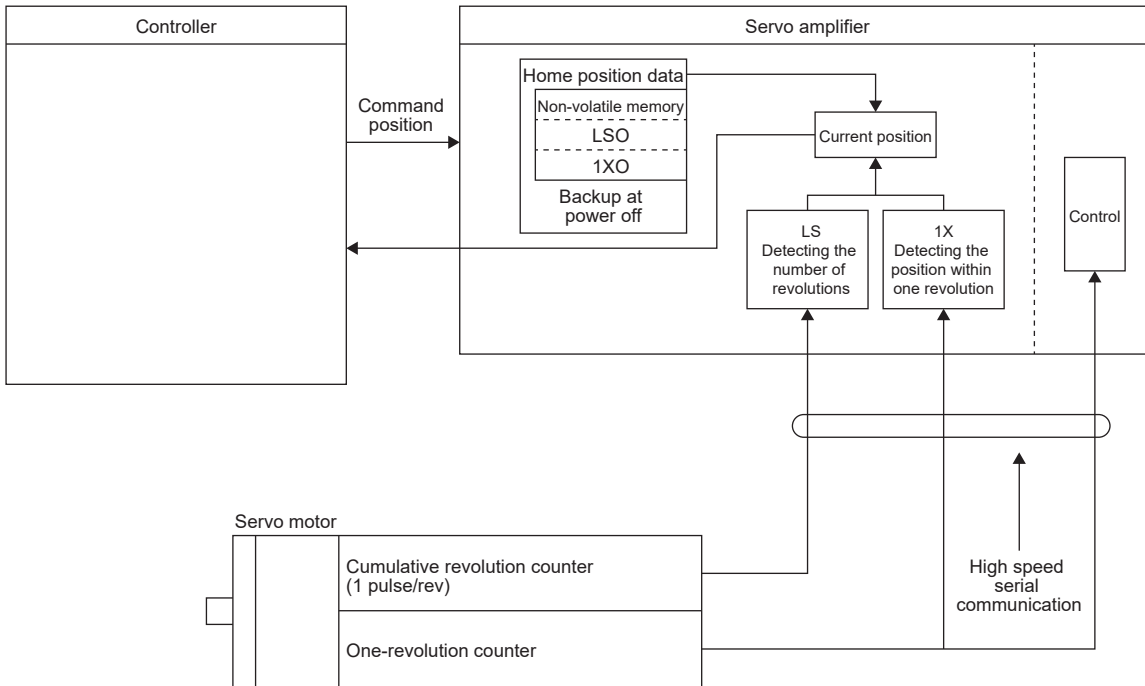 Controller
Servo amplifier
Command
position
Home position data
Non-volatile memory
LSO
1XO
Backup at
power off
Current position
LS
Detecting the
number of
revolutions
1X
Detecting the
position within
one revolution
Control
Servo motor
Cumulative revolution counter
(1 pulse/rev)
One-revolution counter
High speed
serial
communication